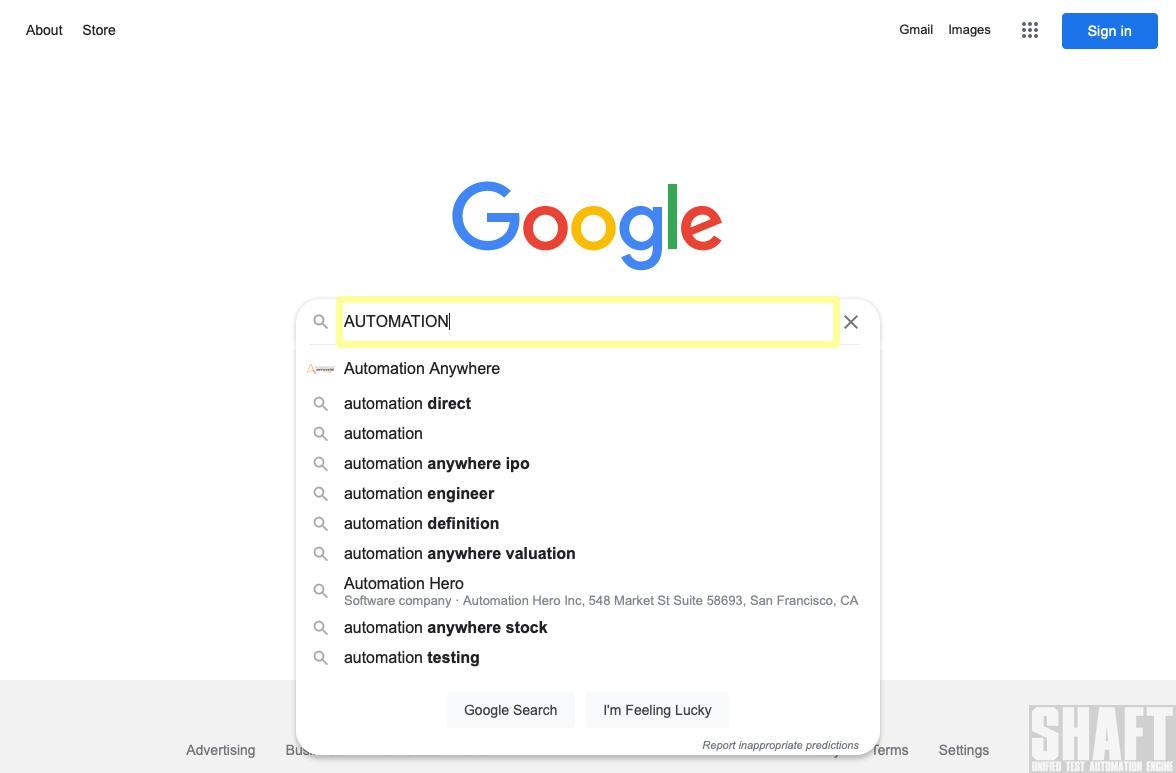 About Store
Gmail Images
Sign in
Google
AUTOMATION
Automation Anywhere
automation direct
automation
automation anywhere ipo
automation engineer
automation definition
automation anywhere valuation
Automation Hero
Software company · Automation Hero Inc, 548 Market St Suite 58693, San Francisco, CA
automation anywhere stock
automation testing
Google Search
I'm Feeling Lucky
Report inappropriate predictions
Advertising
Terms Settings
SHAFT
UNIFIED TEST AUTOMATION ENGINE